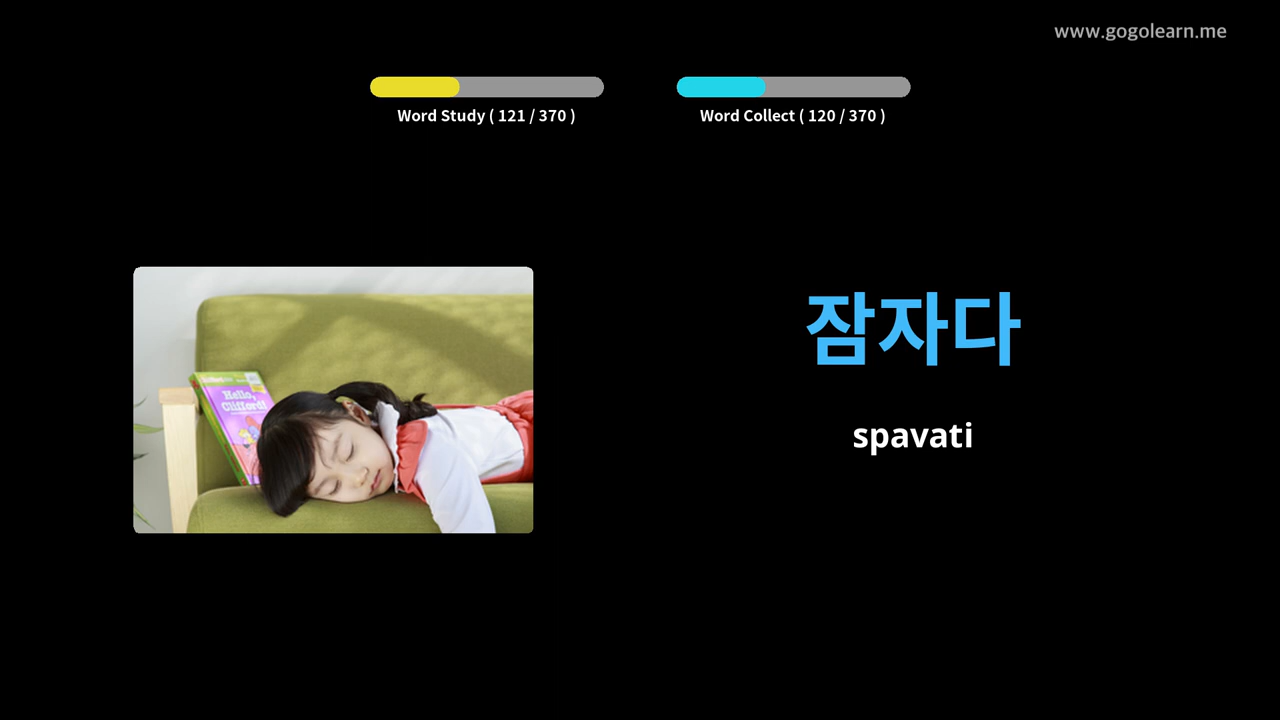 www.gogolearn.me
Word Study ( 121 / 370 )
Word Collect ( 120 / 370 )
Hello,
Clifford!
잠자다
spavati